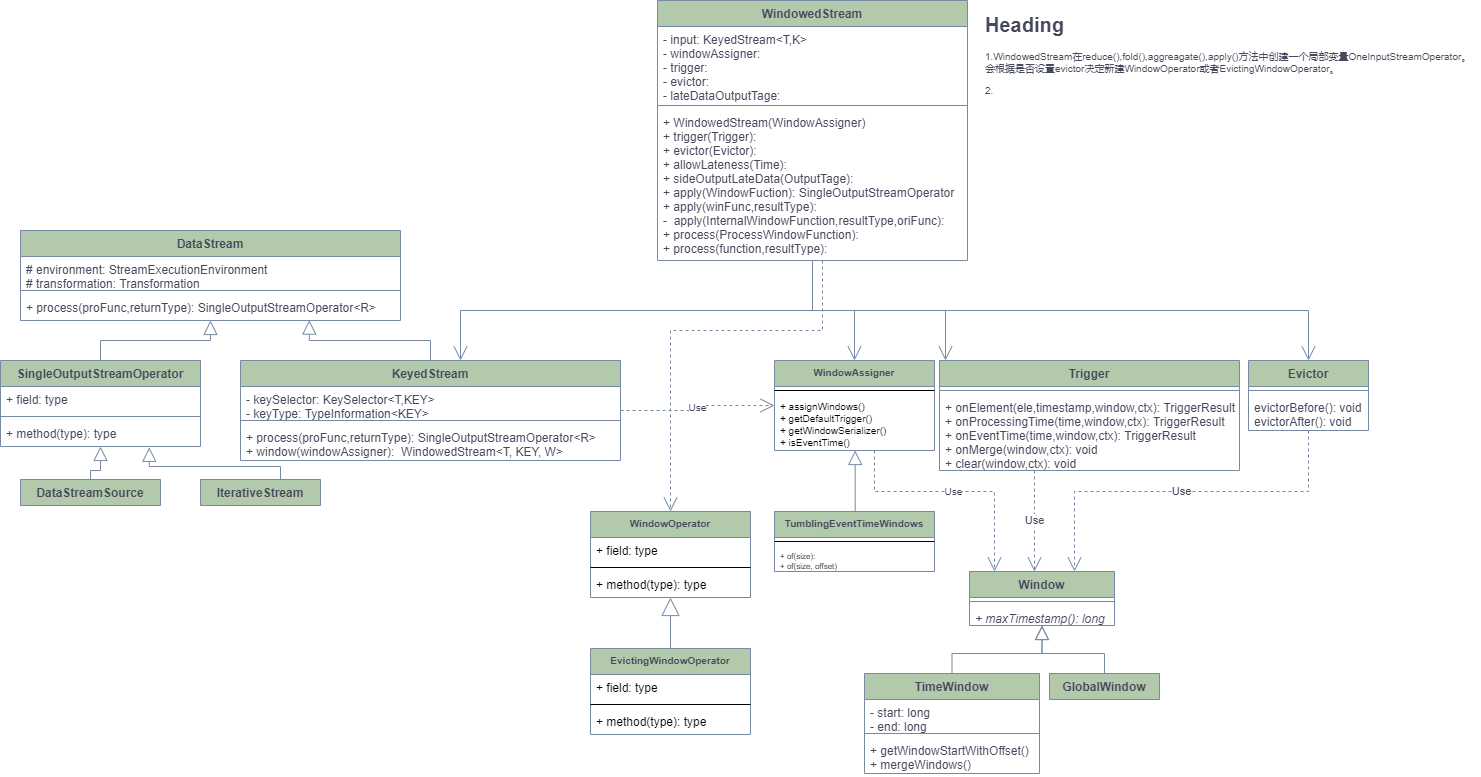 WindowedStream
- input: KeyedStream<T,K>
- windowAssigner:
- trigger:
- evictor:
- lateDataOutputTage:
+ WindowedStream(WindowAssigner)
+ trigger(Trigger):
+ evictor(Evictor):
+ allowLateness(Time):
+ sideOutputLateData(OutputTage):
+ apply(WindowFuction): SingleOutputStreamOperator
+ apply(winFunc,resultType):
- apply(InternalWindowFunction,resultType,oriFunc):
+ process(ProcessWindowFunction):
+ process(function,resultType):
Heading
1.WindowedStream在reduce(),fold(),aggreagate(),apply()方法中创建一个局部变量OneInputStreamOperator。
会根据是否设置evictor决定新建WindowOperator或者EvictingWindowOperator。
2.
DataStream
# environment: StreamExecutionEnvironment
# transformation: Transformation
+ process(proFunc,returnType): SingleOutputStreamOperator<R>
SingleOutputStreamOperator
+ field: type
+ method(type): type
KeyedStream
- keySelector: KeySelector<T,KEY>
- keyType: TypeInformation<KEY>
+ process(proFunc,returnType): SingleOutputStreamOperator<R>
+ window(windowAssigner): WindowedStream<T, KEY, W>
Use
WindowAssigner
+ assignWindows()
+ getDefaultTrigger()
+ getWindowSerializer()
+ isEventTime()
Trigger
+ onElement(ele,timestamp,window,ctx): TriggerResult
+ onProcessingTime(time,window,ctx): TriggerResult
+ onEventTime(time,window,ctx): TriggerResult
+ onMerge(window,ctx): void
+ clear(window,ctx): void
Evictor
evictorBefore(): void
evictorAfter(): void
DataStreamSource
IterativeStream
Use
Use
Use
WindowOperator
+ field: type
+ method(type): type
TumblingEventTimeWindows
+ of(size):
+ of(size, offset)
Window
+ maxTimestamp(): long
EvictingWindowOperator
+ field: type
+ method(type): type
TimeWindow
- start: long
- end: long
+ getWindowStartWithOffset()
+ mergeWindows()
GlobalWindow